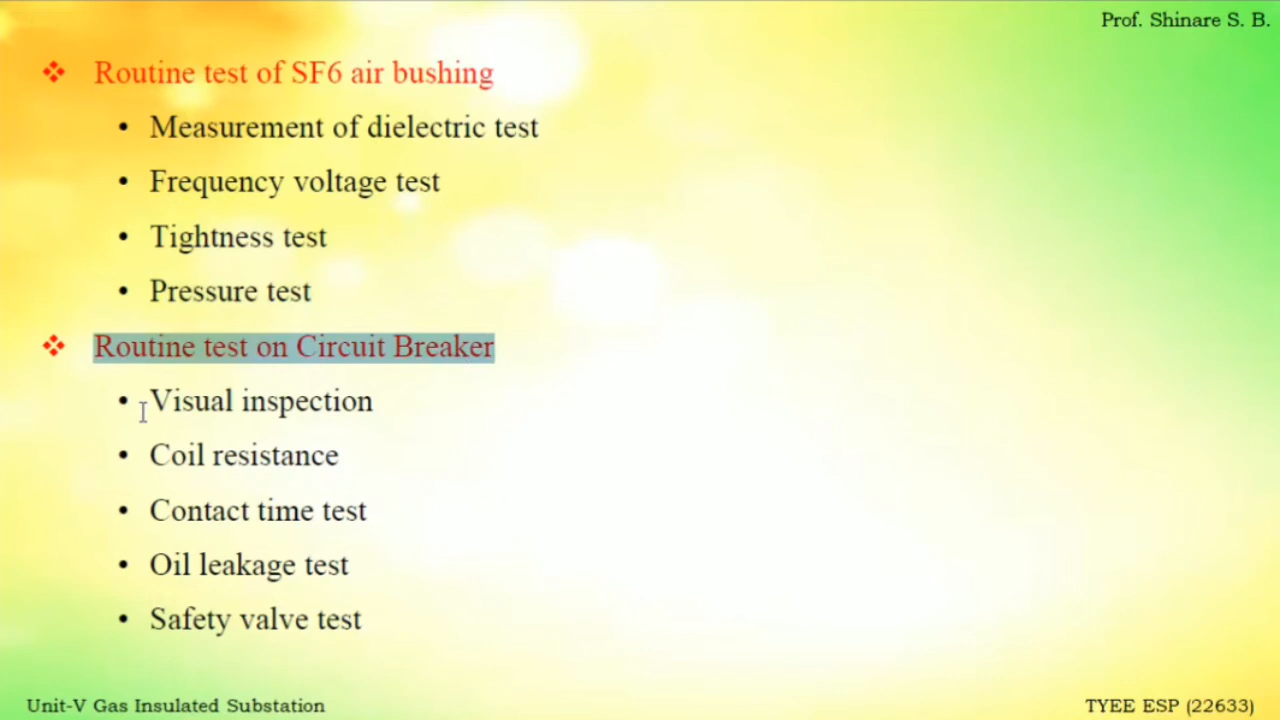 Prof. Shinare S. B.
❖ Routine test of SF6 air bushing
• Measurement of dielectric test
• Frequency voltage test
• Tightness test
• Pressure test
❖ Routine test on Circuit Breaker
• Visual inspection
• Coil resistance
• Contact time test
• Oil leakage test
• Safety valve test
Unit-V Gas Insulated Substation
TYEE ESP (22633)